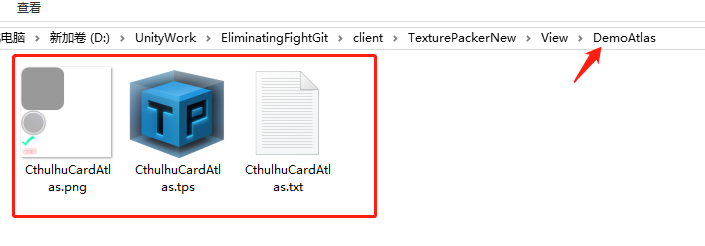 查看
电脑 > 新加卷 (D:) > UnityWork > EliminatingFightGit > client > TexturePackerNew > View > DemoAtlas
TP
CthulhuCardAtl
as.png
CthulhuCardAtl
as.tps
CthulhuCardAtl
as.txt